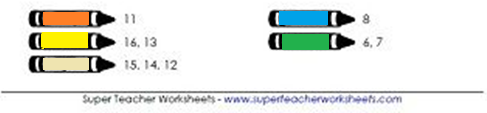 11
16, 13
15, 14, 12
8
6, 7
Super Teacher Worksheets - www.superteacherworksheets.com